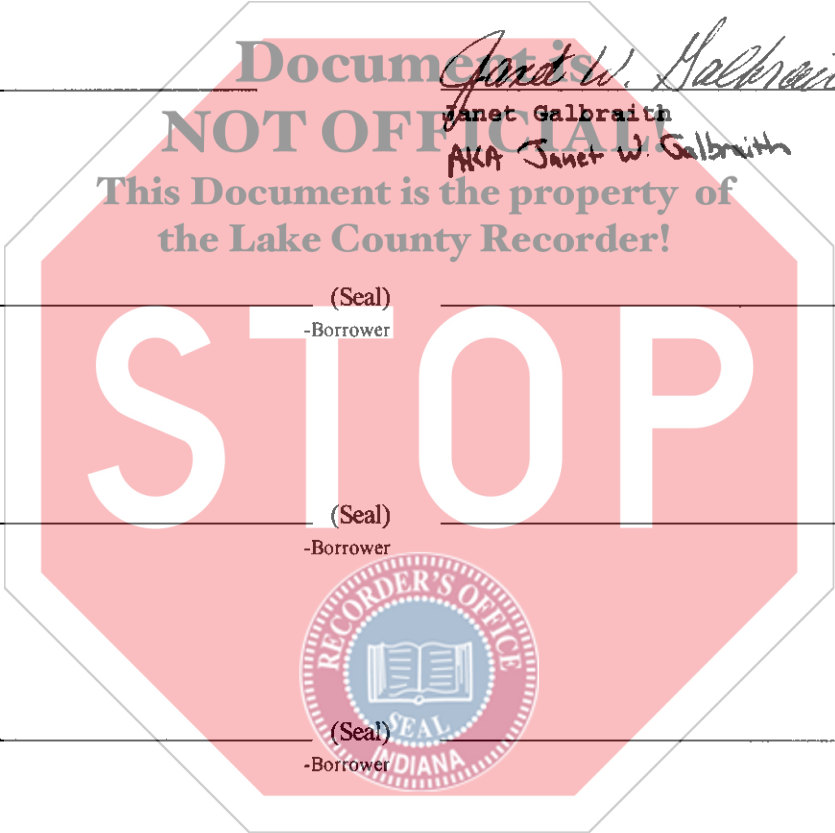 Document is
Janet W. Galbrai
NOT OFFICIAL!
Janet Galbraith
AKA Janet W. Galbraith
This Document is the property of
the Lake County Recorder!
(Seal)
-Borrower
STOP
(Seal)
-Borrower
RECORDER'S OFFICE
SEAL
INDIANA
(Seal)
-Borrower